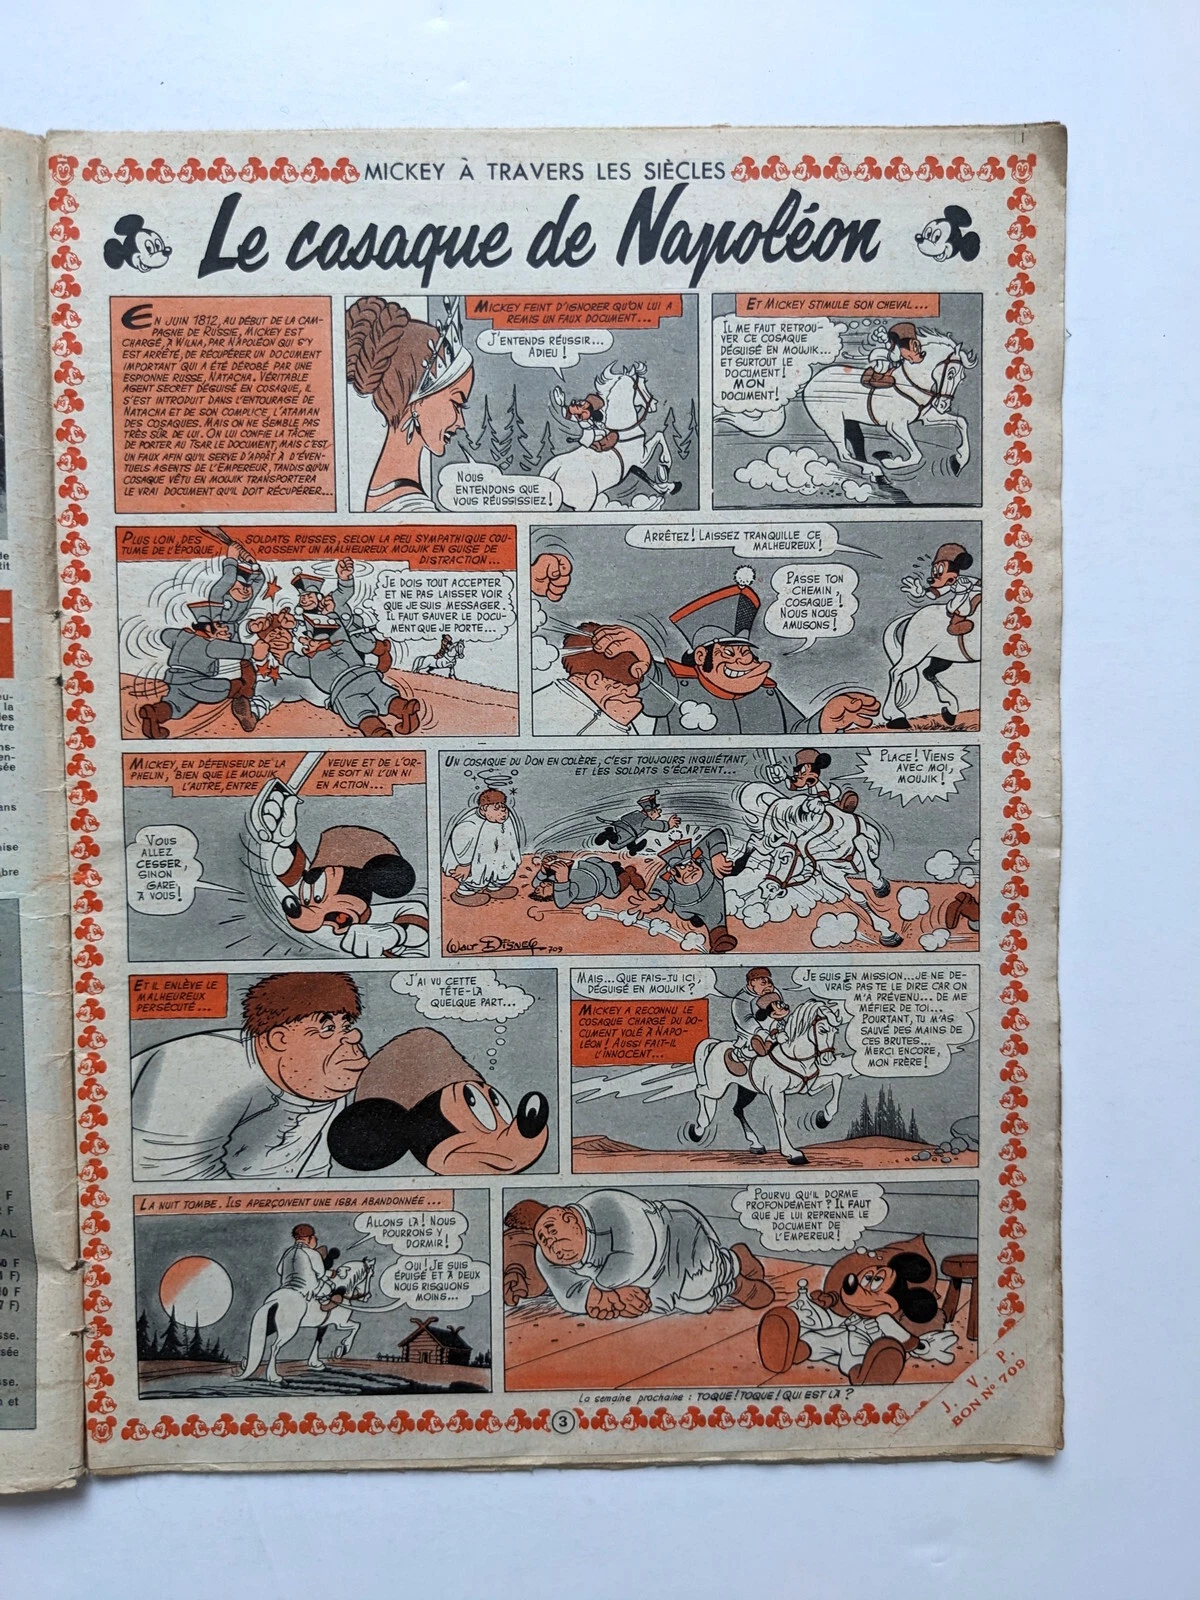 MICKEY À TRAVERS LES SIÈCLES
Le cosaque de Napoléon
EN JUIN 1812, AU DÉBUT DE LA CAM-
PAGNE DE RUSSIE, MICKEY EST
CHARGÉ, À WILNA, PAR NAPOLÉON QUI S'Y
EST ARRÊTÉ, DE RÉCUPÉRER UN DOCUMENT
IMPORTANT QUI A ÉTÉ DÉROBÉ PAR UNE
ESPIONNE RUSSE, NATACHA. VÉRITABLE
AGENT SECRET DÉGUISÉ EN COSAQUE, IL
S'EST INTRODUIT DANS L'ENTOURAGE DE
NATACHA ET DE SON COMPLICE, L'ATAMAN
DES COSAQUES. MAIS ON NE SEMBLE PAS
TRÈS SÛR DE LUI. ON LUI CONFIE LA TÂCHE
DE PORTER AU TSAR LE DOCUMENT, MAIS C'EST
UN FAUX AFIN QU'IL SERVE D'APPÂT À D'ÉVEN-
TUELS AGENTS DE L'EMPEREUR, TANDIS QU'UN
COSAQUE VÊTU EN MOUJIK TRANSPORTERA
LE VRAI DOCUMENT QU'IL DOIT RÉCUPÉRER...
MICKEY FEINT D'IGNORER QU'ON LUI A
REMIS UN FAUX DOCUMENT...
J'ENTENDS RÉUSSIR...
ADIEU !
NOUS
ENTENDONS QUE
VOUS RÉUSSISSIEZ !
ET MICKEY STIMULE SON CHEVAL...
IL ME FAUT RETROU-
VER CE COSAQUE
DÉGUISÉ EN MOUJIK...
ET SURTOUT LE
DOCUMENT !
MON
DOCUMENT !
PLUS LOIN, DES SOLDATS RUSSES, SELON LA PEU SYMPATHIQUE COU-
TUME DE L'ÉPOQUE, ROSSENT UN MALHEUREUX MOUJIK EN GUISE DE
DISTRACTION...
JE DOIS TOUT ACCEPTER
ET NE PAS LAISSER VOIR
QUE JE SUIS MESSAGER.
IL FAUT SAUVER LE DOCU-
MENT QUE JE PORTE...
ARRÊTEZ ! LAISSEZ TRANQUILLE CE
MALHEUREUX !
PASSE TON
CHEMIN,
COSAQUE !
NOUS NOUS
AMUSONS !
MICKEY, EN DÉFENSEUR DE LA VEUVE ET DE L'OR-
PHELIN, BIEN QUE LE MOUJIK NE SOIT NI L'UN NI
L'AUTRE, ENTRE EN ACTION...
VOUS
ALLEZ
CESSER,
SINON
GARE
À VOUS !
UN COSAQUE DU DON EN COLÈRE, C'EST TOUJOURS INQUIÉTANT,
ET LES SOLDATS S'ÉCARTENT...
PLACE ! VIENS
AVEC MOI,
MOUJIK !
WALT DISNEY 709
ET IL ENLÈVE LE
MALHEUREUX
PERSÉCUTÉ...
J'AI VU CETTE
TÊTE-LÀ
QUELQUE PART...
MAIS... QUE FAIS-TU ICI,
DÉGUISÉ EN MOUJIK ?
MICKEY A RECONNU LE
COSAQUE CHARGÉ DU DO-
CUMENT VOLÉ À NAPO-
LÉON ! AUSSI FAIT-IL
L'INNOCENT...
JE SUIS EN MISSION... JE NE DE-
VRAIS PAS TE LE DIRE CAR ON
M'A PRÉVENU... DE ME
MÉFIER DE TOI...
POURTANT, TU M'AS
SAUVÉ DES MAINS DE
CES BRUTES...
MERCI ENCORE,
MON FRÈRE !
LA NUIT TOMBE. ILS APERÇOIVENT UNE ISBA ABANDONNÉE...
ALLONS LÀ ! NOUS
POURRONS Y
DORMIR !
OUI ! JE SUIS
ÉPUISÉ ET À DEUX
NOUS RISQUONS
MOINS...
POURVU QU'IL DORME
PROFONDÉMENT ? IL FAUT
QUE JE LUI REPRENNE LE
DOCUMENT DE
L'EMPEREUR !
La semaine prochaine : TOQUE ! TOQUE ! QUI EST LÀ ?
3
J. V. P.
BON Nº 709